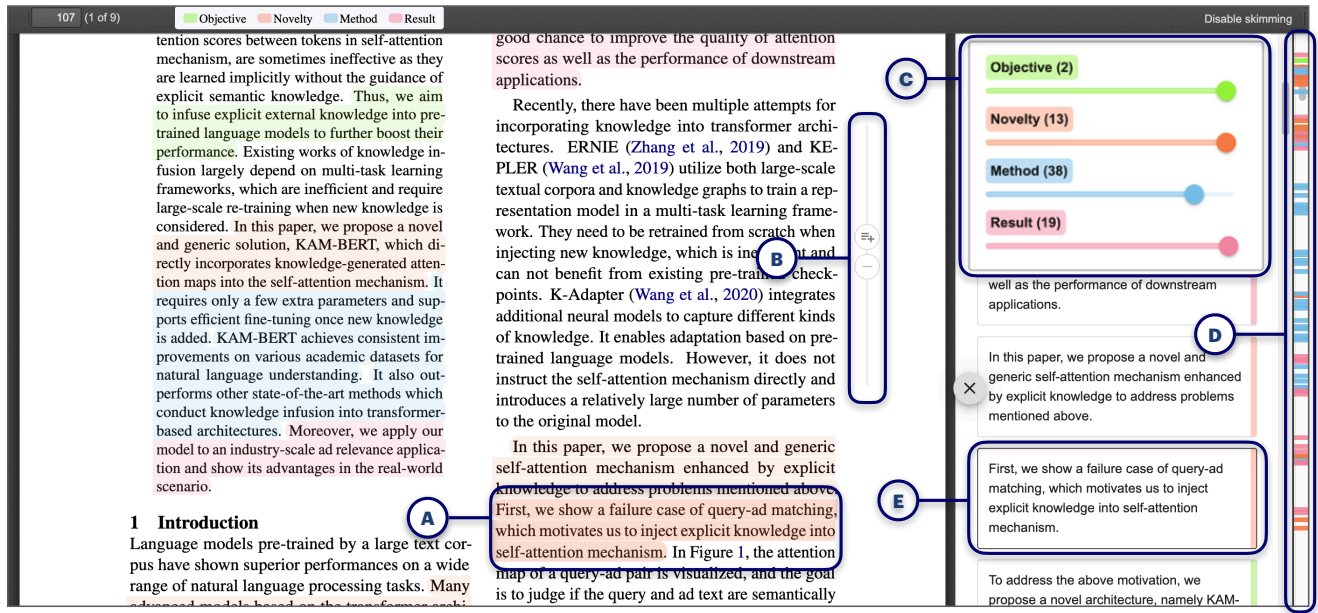 107 (1 of 9)
Objective Novelty Method Result
Disable skimming
tention scores between tokens in self-attention
mechanism, are sometimes ineffective as they
are learned implicitly without the guidance of
explicit semantic knowledge. Thus, we aim
to infuse explicit external knowledge into pre-
trained language models to further boost their
performance. Existing works of knowledge in-
fusion largely depend on multi-task learning
frameworks, which are inefficient and require
large-scale re-training when new knowledge is
considered. In this paper, we propose a novel
and generic solution, KAM-BERT, which di-
rectly incorporates knowledge-generated atten-
tion maps into the self-attention mechanism. It
requires only a few extra parameters and sup-
ports efficient fine-tuning once new knowledge
is added. KAM-BERT achieves consistent im-
provements on various academic datasets for
natural language understanding. It also out-
performs other state-of-the-art methods which
conduct knowledge infusion into transformer-
based architectures. Moreover, we apply our
model to an industry-scale ad relevance applica-
tion and show its advantages in the real-world
scenario.
1 Introduction
Language models pre-trained by a large text cor-
pus have shown superior performances on a wide
range of natural language processing tasks. Many
advanced models based on the transformer archi-
good chance to improve the quality of attention
scores as well as the performance of downstream
applications.
Recently, there have been multiple attempts for
incorporating knowledge into transformer archi-
tectures. ERNIE (Zhang et al., 2019) and KE-
PLER (Wang et al., 2019) utilize both large-scale
textual corpora and knowledge graphs to train a rep-
resentation model in a multi-task learning frame-
work. They need to be retrained from scratch when
injecting new knowledge, which is and
can not benefit from existing check-
points. K-Adapter (Wang et al., 2020) integrates
additional neural models to capture different kinds
of knowledge. It enables adaptation based on pre-
trained language models. However, it does not
instruct the self-attention mechanism directly and
introduces a relatively large number of parameters
to the original model.
In this paper, we propose a novel and generic
self-attention mechanism enhanced by explicit
knowledge to address problems mentioned above.
First, we show a failure case of query-ad matching,
which motivates us to inject explicit knowledge into
self-attention mechanism. In Figure 1, the attention
map of a query-ad pair is visualized, and the goal
is to judge if the query and ad text are semantically
A
B
C
Objective (2)
Novelty (13)
Method (38)
Result (19)
well as the performance of downstream
applications.
D
In this paper, we propose a novel and
generic self-attention mechanism enhanced
by explicit knowledge to address problems
mentioned above.
E
First, we show a failure case of query-ad
matching, which motivates us to inject
explicit knowledge into self-attention
mechanism.
To address the above motivation, we
propose a novel architecture, namely KAM-